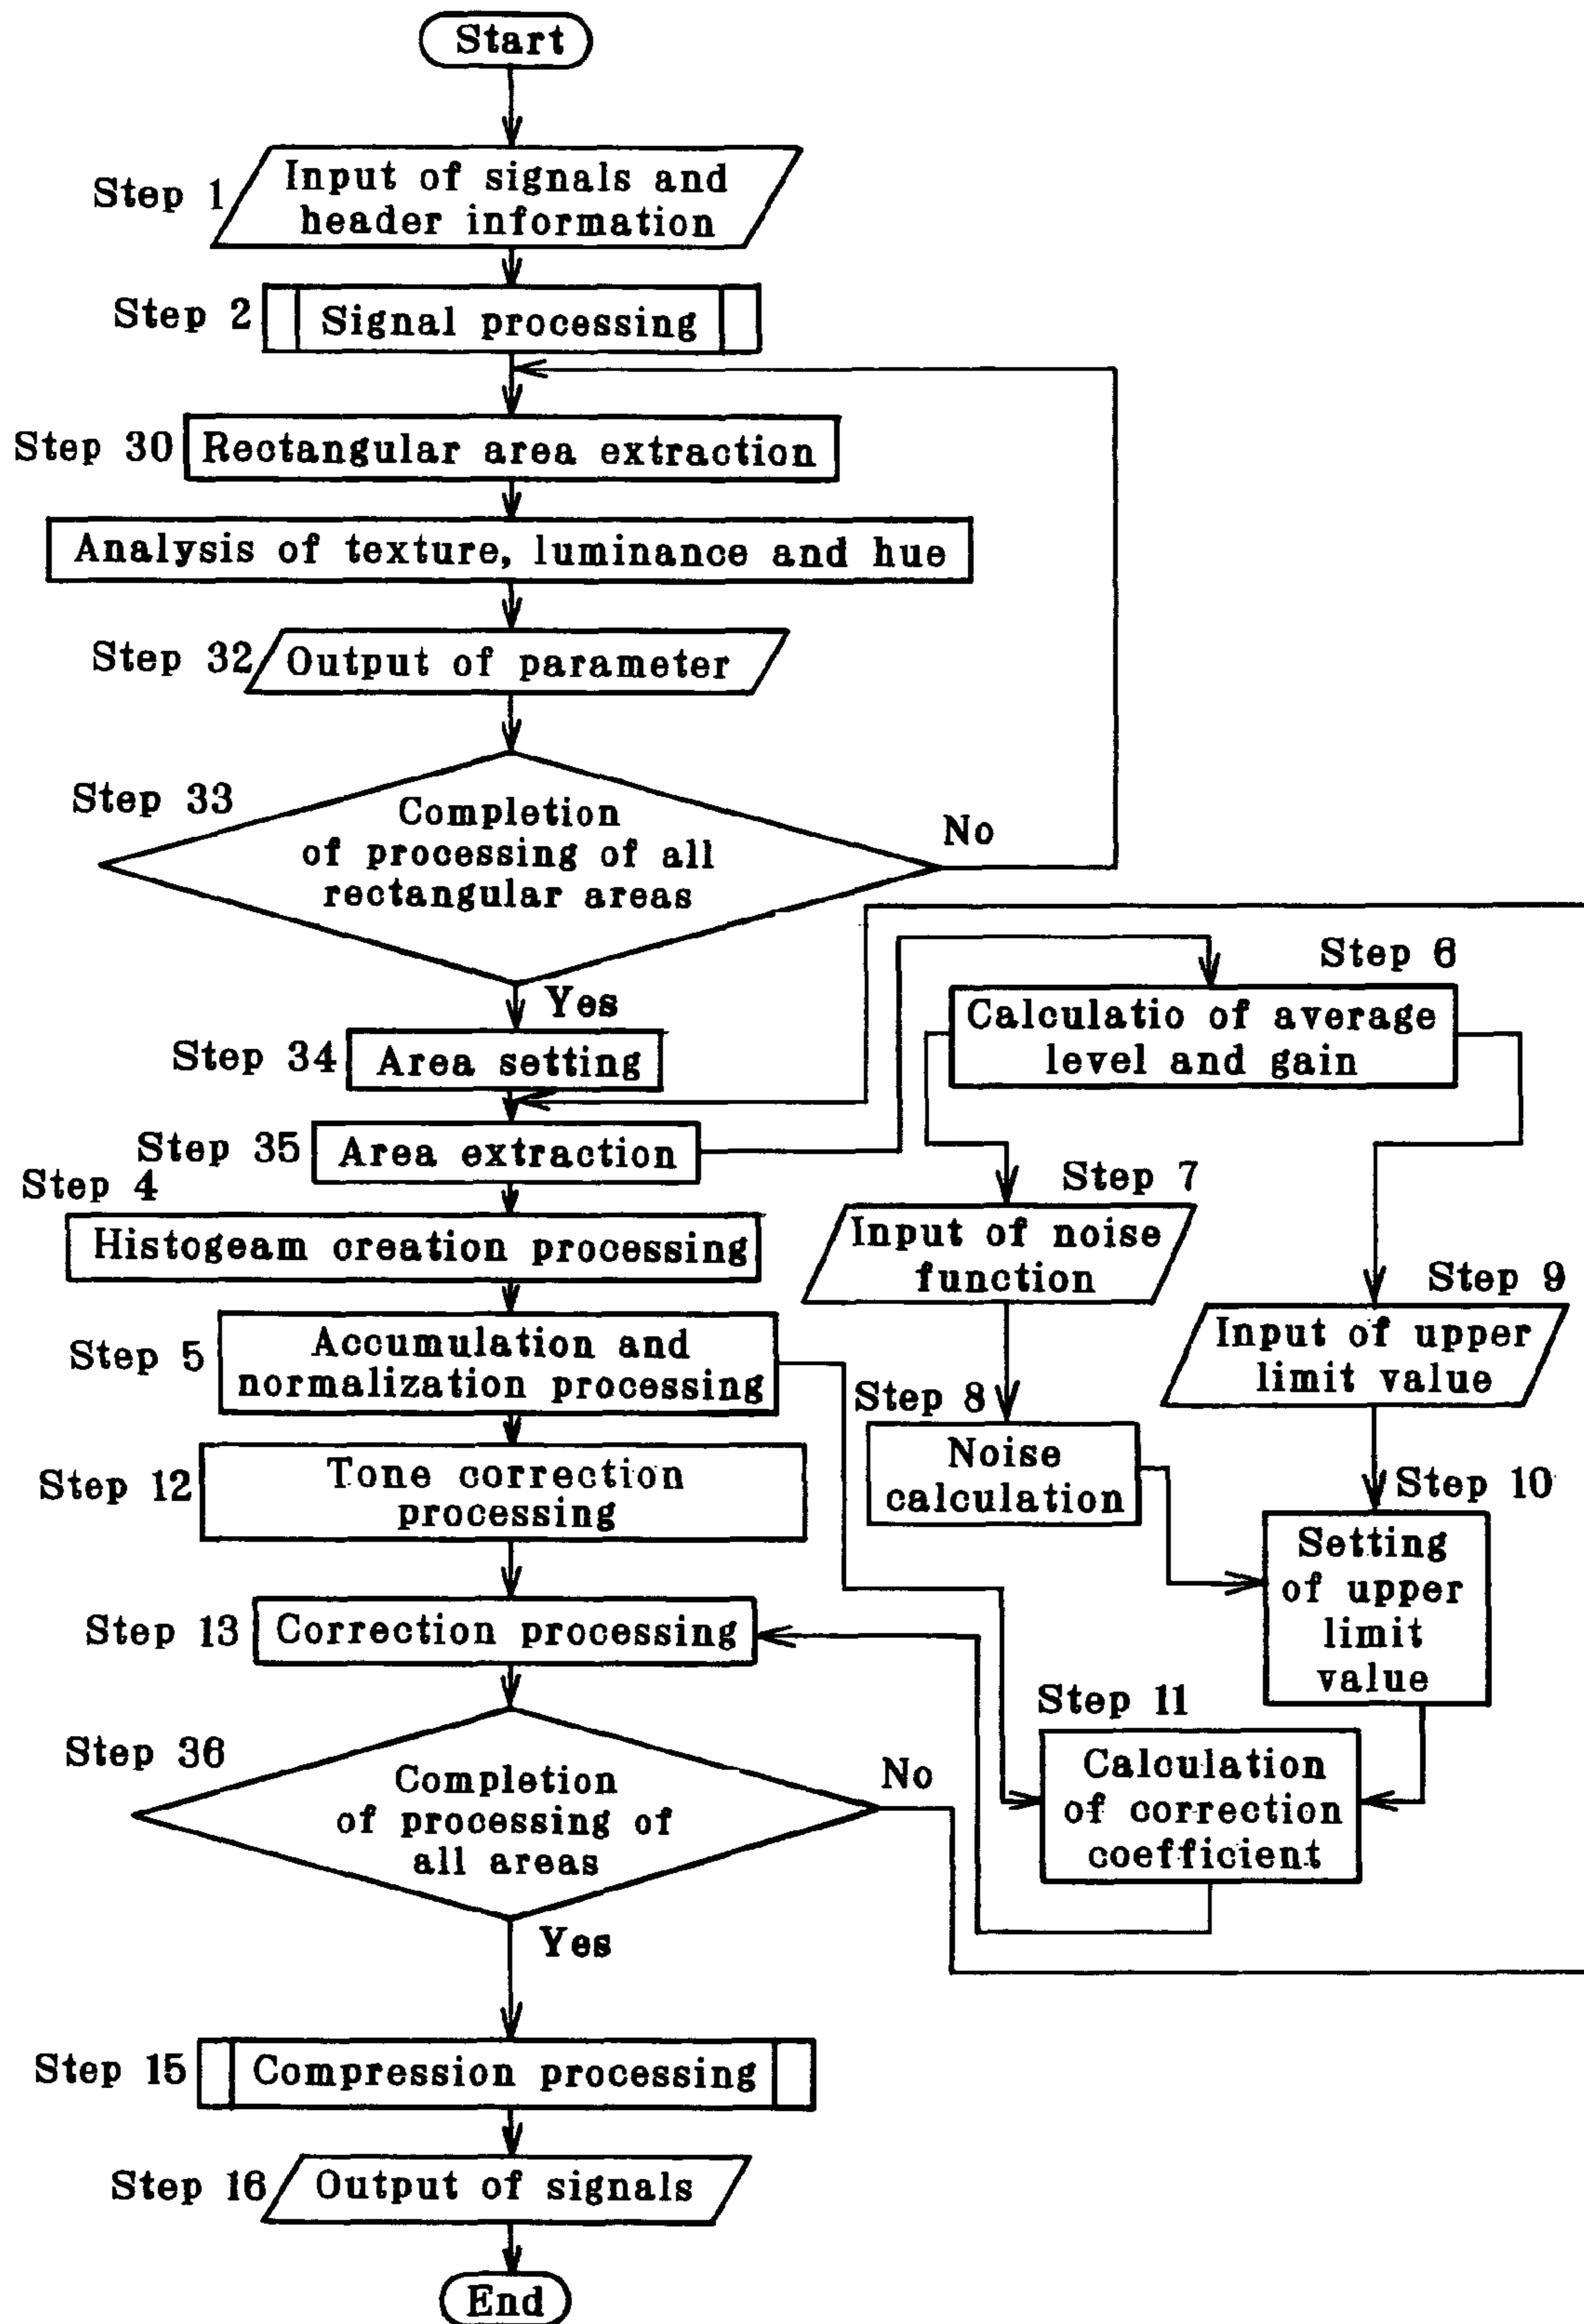 Start
Step 1
Input of signals and
header information
Step 2
Signal processing
Step 30
Rectangular area extraction
Analysis of texture, luminance and hue
Step 32
Output of parameter
Step 33
Completion
of processing of all
rectangular areas
No
Yes
Step 34
Area setting
Step 35
Area extraction
Step 6
Calculatio of average
level and gain
Step 4
Histogeam creation processing
Step 7
Input of noise
function
Step 9
Input of upper
limit value
Step 5
Accumulation and
normalization processing
Step 8
Noise
calculation
Step 12
Tone correction
processing
Step 10
Setting
of upper
limit
value
Step 13
Correction processing
Step 11
Calculation
of correction
coefficient
Step 36
Completion
of processing of
all areas
No
Yes
Step 15
Compression processing
Step 16
Output of signals
End